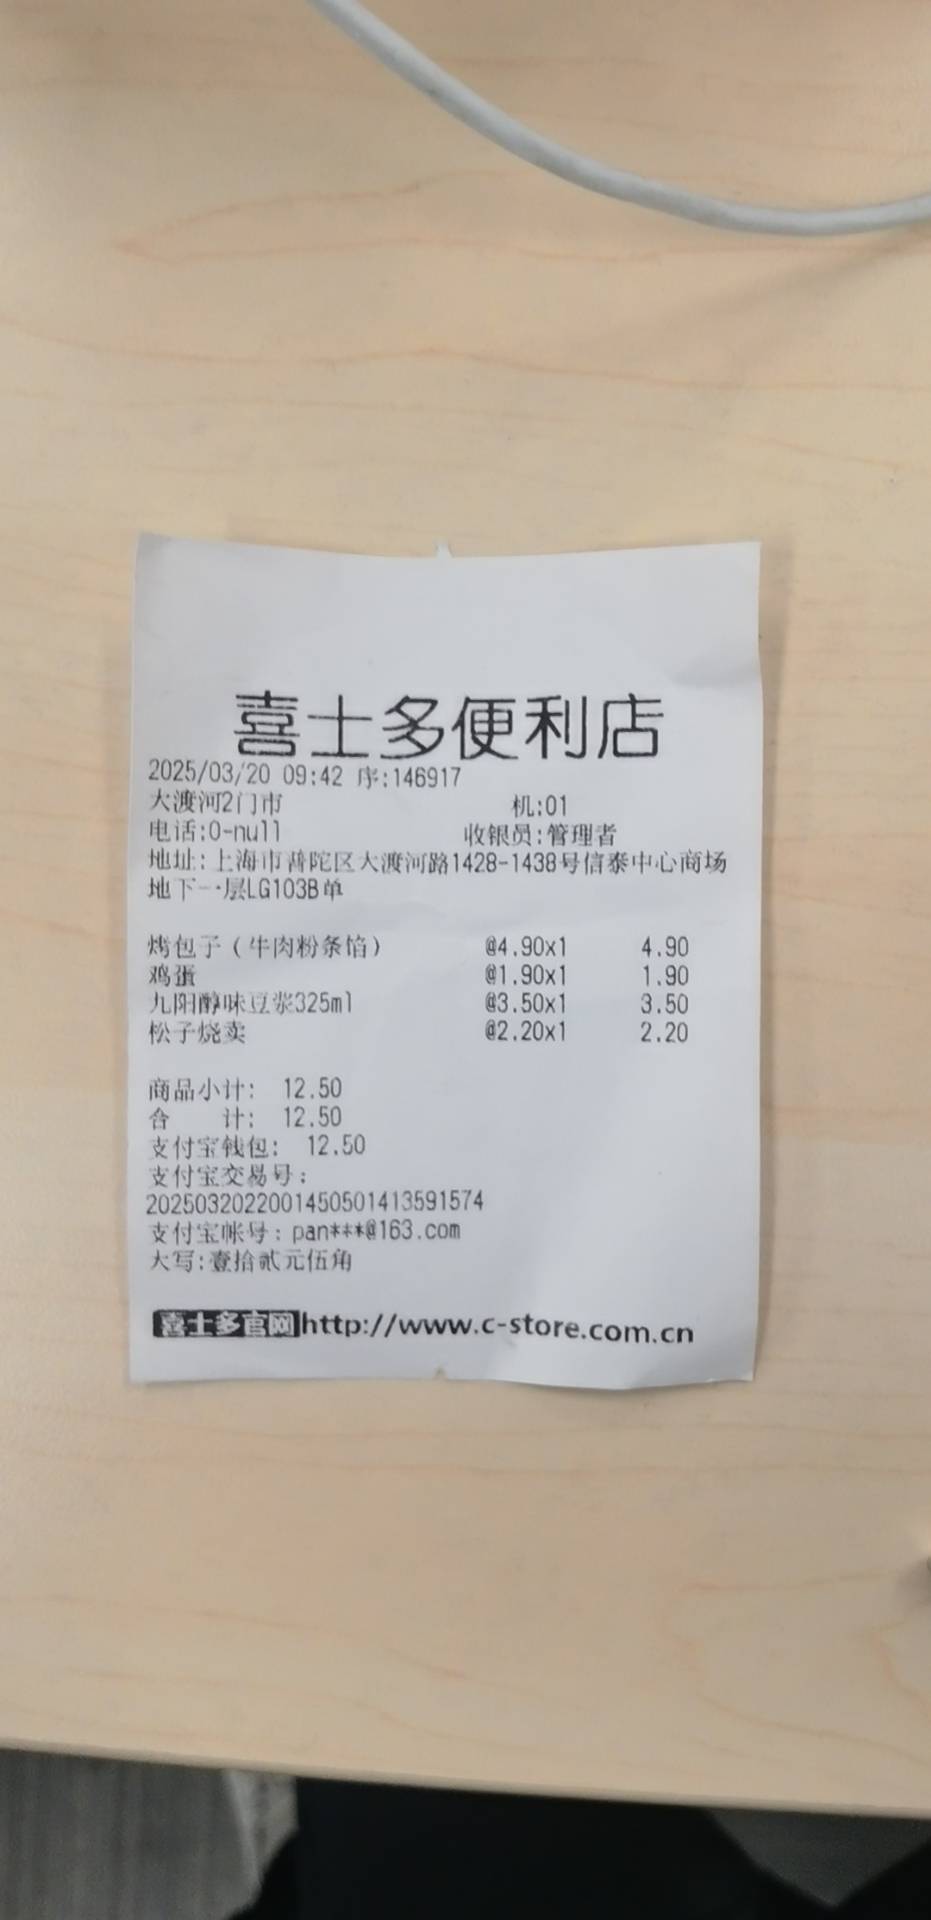 喜士多便利店
2025/03/20 09:42 序:146917
大渡河2门市 机:01
电话:0-null 收银员:管理者
地址:上海市普陀区大渡河路1428-1438号信泰中心商场
地下一层LG103B单
烤包子（牛肉粉条馅） @4.90x1 4.90
鸡蛋 @1.90x1 1.90
九阳醇味豆浆325ml @3.50x1 3.50
松子烧卖 @2.20x1 2.20
商品小计: 12.50
合 计: 12.50
支付宝钱包: 12.50
支付宝交易号:
2025032022001450501413591574
支付宝帐号:pan***@163.com
大写:壹拾贰元伍角
喜士多官网http://www.c-store.com.cn